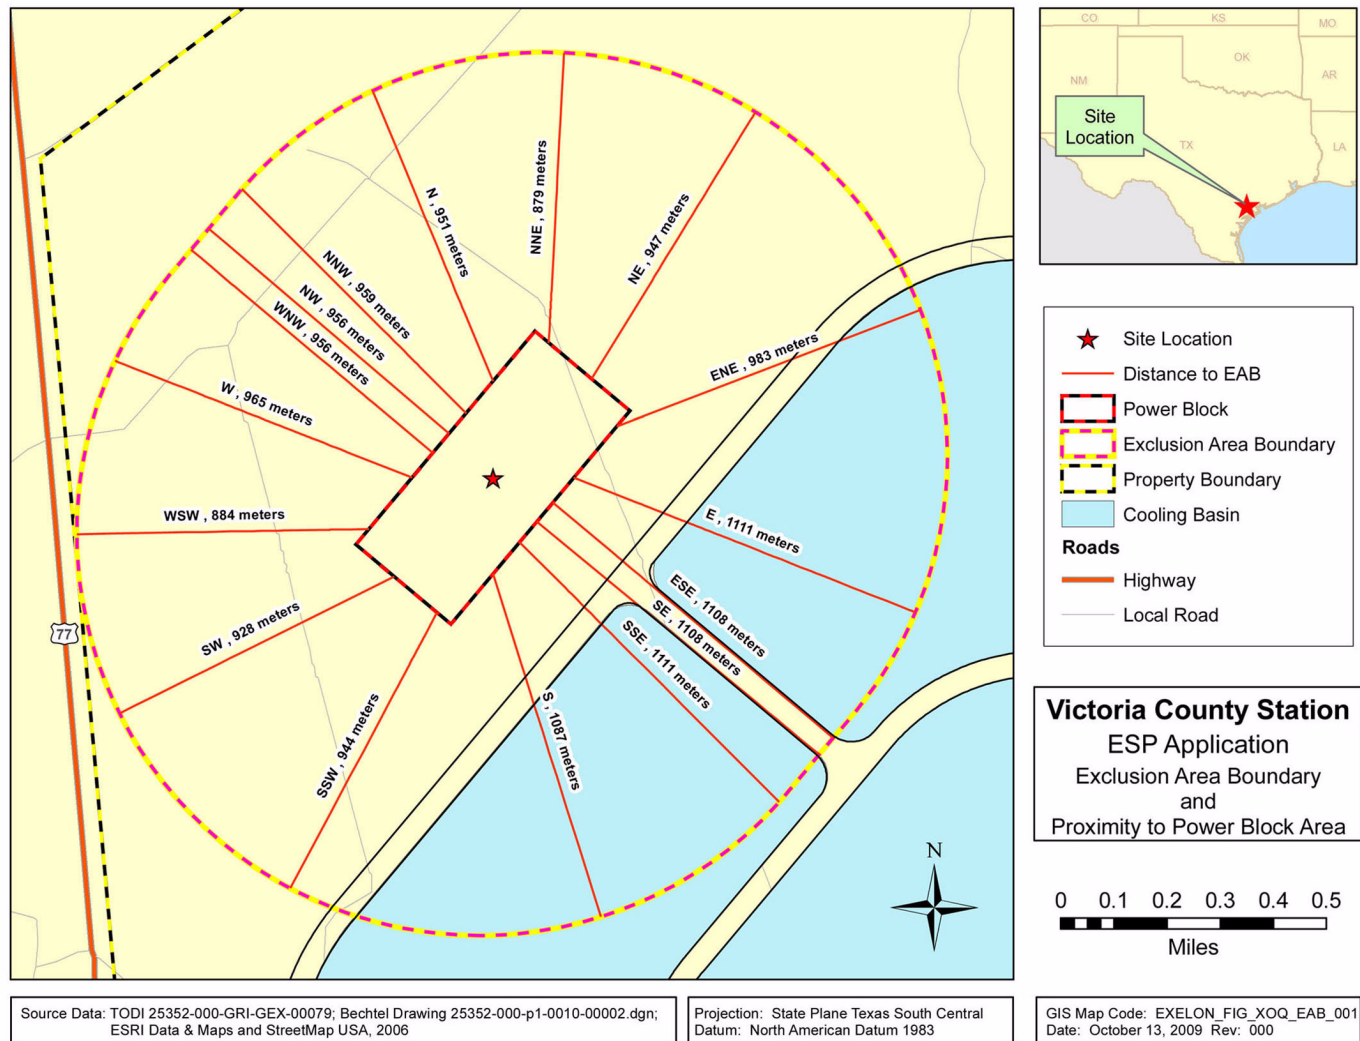 N , 951 meters
NNE , 879 meters
NE , 947 meters
NNW , 959 meters
NW , 956 meters
WNW , 956 meters
ENE , 983 meters
W , 965 meters
WSW , 884 meters
E , 1111 meters
ESE , 1108 meters
SE , 1108 meters
SSE , 1111 meters
SW , 928 meters
77
S , 1087 meters
SSW , 944 meters
N
CO
KS
MO
OK
NM
AR
Site
Location
TX
LA
Site Location
Distance to EAB
Power Block
Exclusion Area Boundary
Property Boundary
Cooling Basin
Roads
Highway
Local Road
Victoria County Station
ESP Application
Exclusion Area Boundary
and
Proximity to Power Block Area
0 0.1 0.2 0.3 0.4 0.5
Miles
Source Data: TODI 25352-000-GRI-GEX-00079; Bechtel Drawing 25352-000-p1-0010-00002.dgn;
ESRI Data & Maps and StreetMap USA, 2006
Projection: State Plane Texas South Central
Datum: North American Datum 1983
GIS Map Code: EXELON_FIG_XOQ_EAB_001
Date: October 13, 2009 Rev: 000